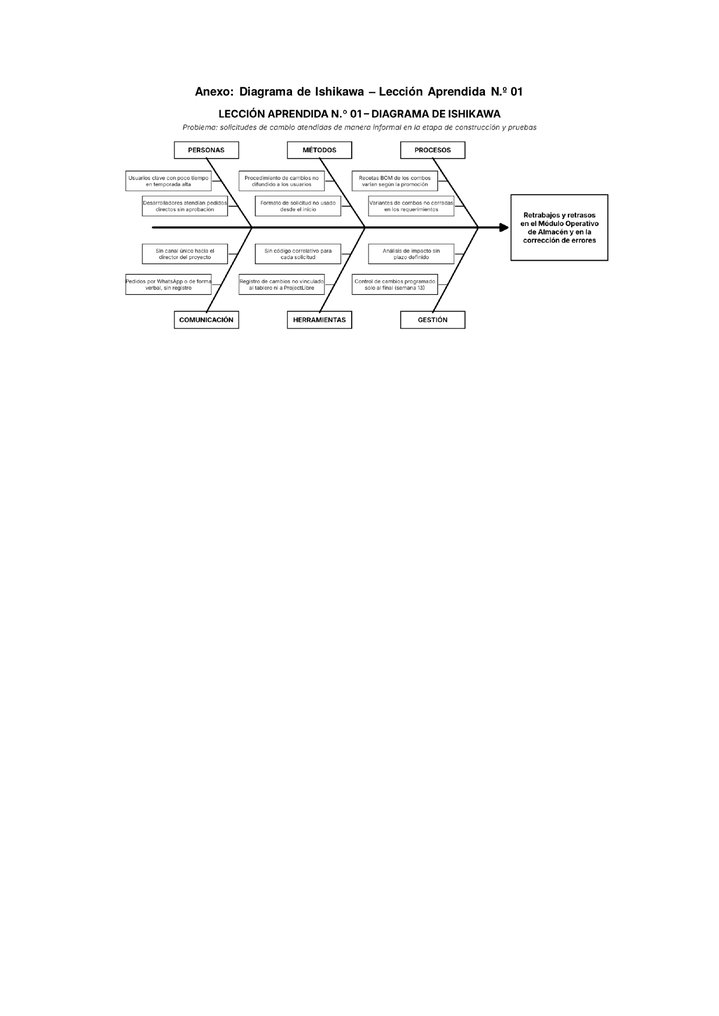 Anexo: Diagrama de Ishikawa – Lección Aprendida N.º 01
LECCIÓN APRENDIDA N.º 01 – DIAGRAMA DE ISHIKAWA
Problema: solicitudes de cambio atendidas de manera informal en la etapa de construcción y pruebas
PERSONAS
MÉTODOS
PROCESOS
Usuarios clave con poco tiempo
en temporada alta
Procedimiento de cambios no
difundido a los usuarios
Recetas BOM de los combos
varían según la promoción
Desarrolladores atendían pedidos
directos sin aprobación
Formato de solicitud no usado
desde el inicio
Variantes de combos no cerradas
en los requerimientos
Retrabajos y retrasos
en el Módulo Operativo
de Almacén y en la
corrección de errores
Sin canal único hacia el
director del proyecto
Sin código correlativo para
cada solicitud
Análisis de impacto sin
plazo definido
Pedidos por WhatsApp o de forma
verbal, sin registro
Registro de cambios no vinculado
al tablero ni a ProjectLibre
Control de cambios programado
solo al final (semana 13)
COMUNICACIÓN
HERRAMIENTAS
GESTIÓN